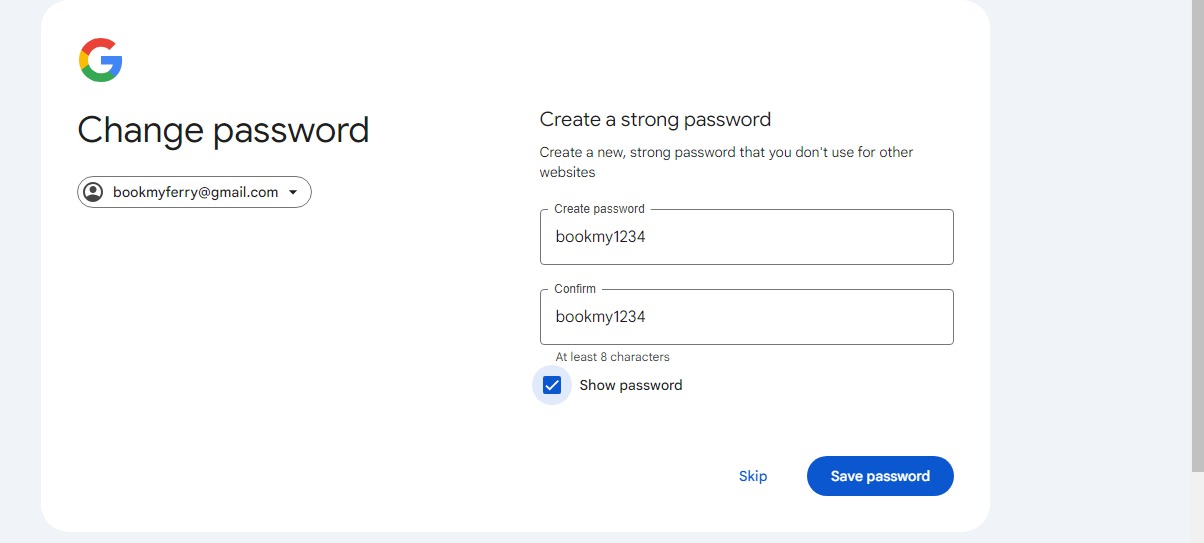 Change password
bookmyferry@gmail.com
Create a strong password
Create a new, strong password that you don't use for other
websites
Create password
bookmy1234
Confirm
bookmy1234
At least 8 characters
Show password
Skip
Save password